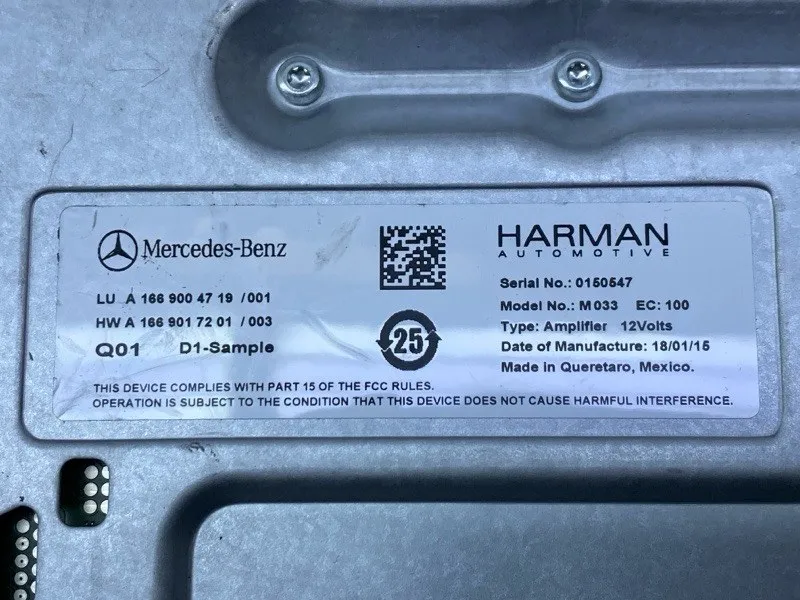 Mercedes-Benz
LU A 166 900 47 19 /001
HW A 166 901 72 01 /003
Q01 D1-Sample
25
HARMAN
AUTOMOTIVE
Serial No.: 0150547
Model No.: M033 EC: 100
Type: Amplifier 12Volts
Date of Manufacture: 18/01/15
Made in Queretaro, Mexico.
THIS DEVICE COMPLIES WITH PART 15 OF THE FCC RULES.
OPERATION IS SUBJECT TO THE CONDITION THAT THIS DEVICE DOES NOT CAUSE HARMFUL INTERFERENCE.